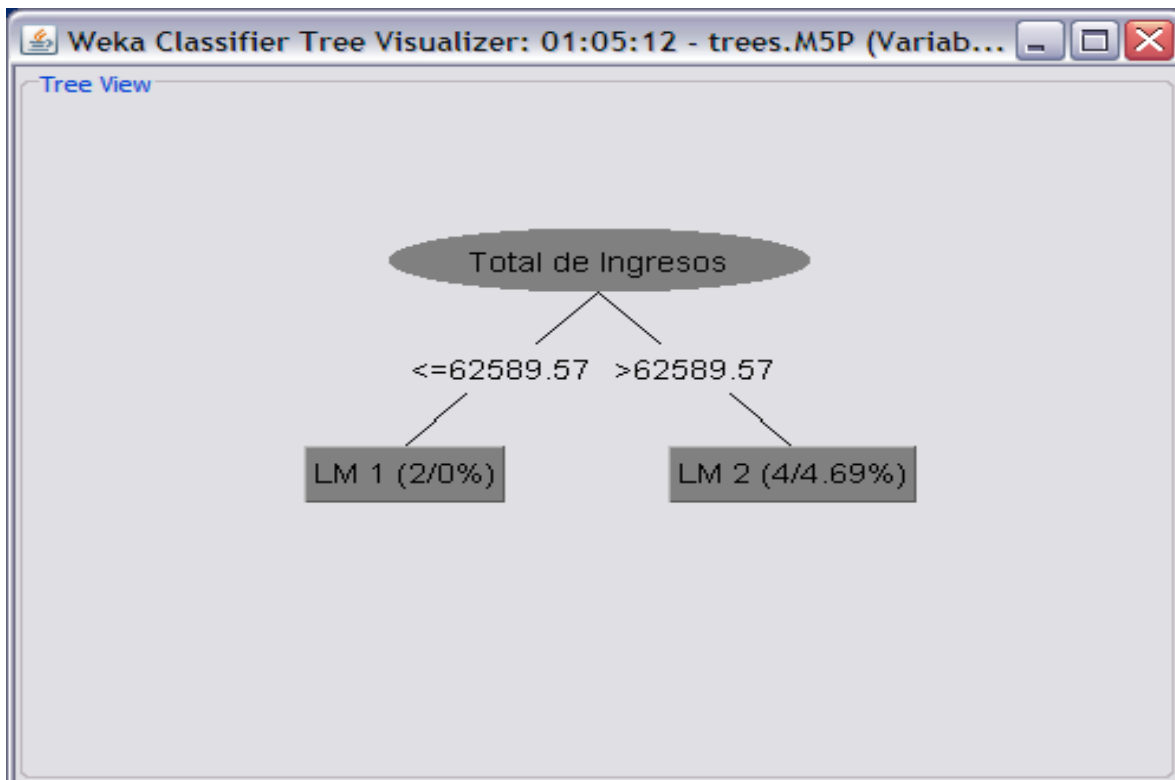 Weka Classifier Tree Visualizer: 01:05:12 - trees.M5P (Variab...
Tree View
Total de Ingresos
<=62589.57 >62589.57
LM 1 (2/0%) LM 2 (4/4.69%)